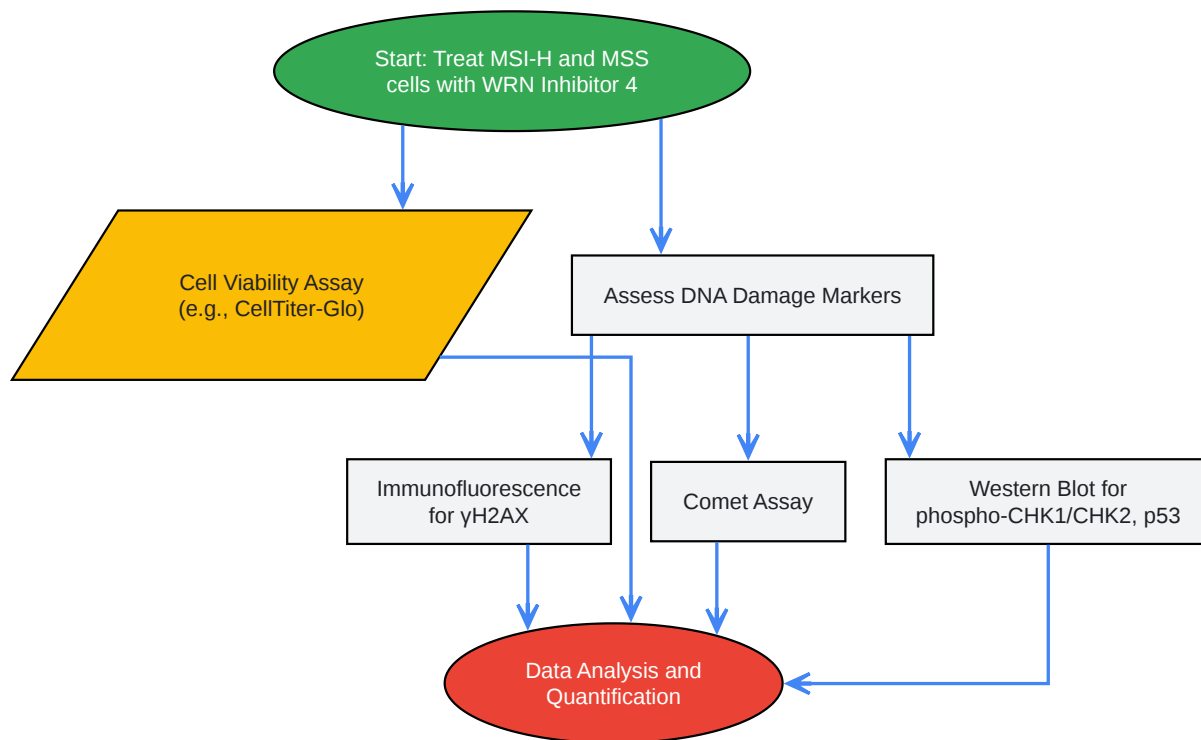 Start: Treat MSI-H and MSS
cells with WRN Inhibitor 4
Cell Viability Assay
(e.g., CellTiter-Glo)
Assess DNA Damage Markers
Immunofluorescence
for γH2AX
Comet Assay
Western Blot for
phospho-CHK1/CHK2, p53
Data Analysis and
Quantification